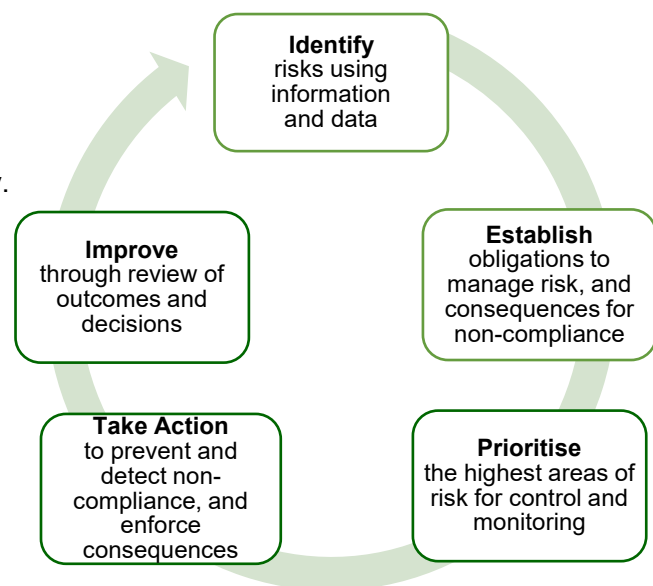 Identify
risks using
information
and data
Establish
obligations to
manage risk, and
consequences for
non-compliance
Prioritise
the highest areas of
risk for control and
monitoring
Take Action
to prevent and
detect non-
compliance, and
enforce
consequences
Improve
through review of
outcomes and
decisions